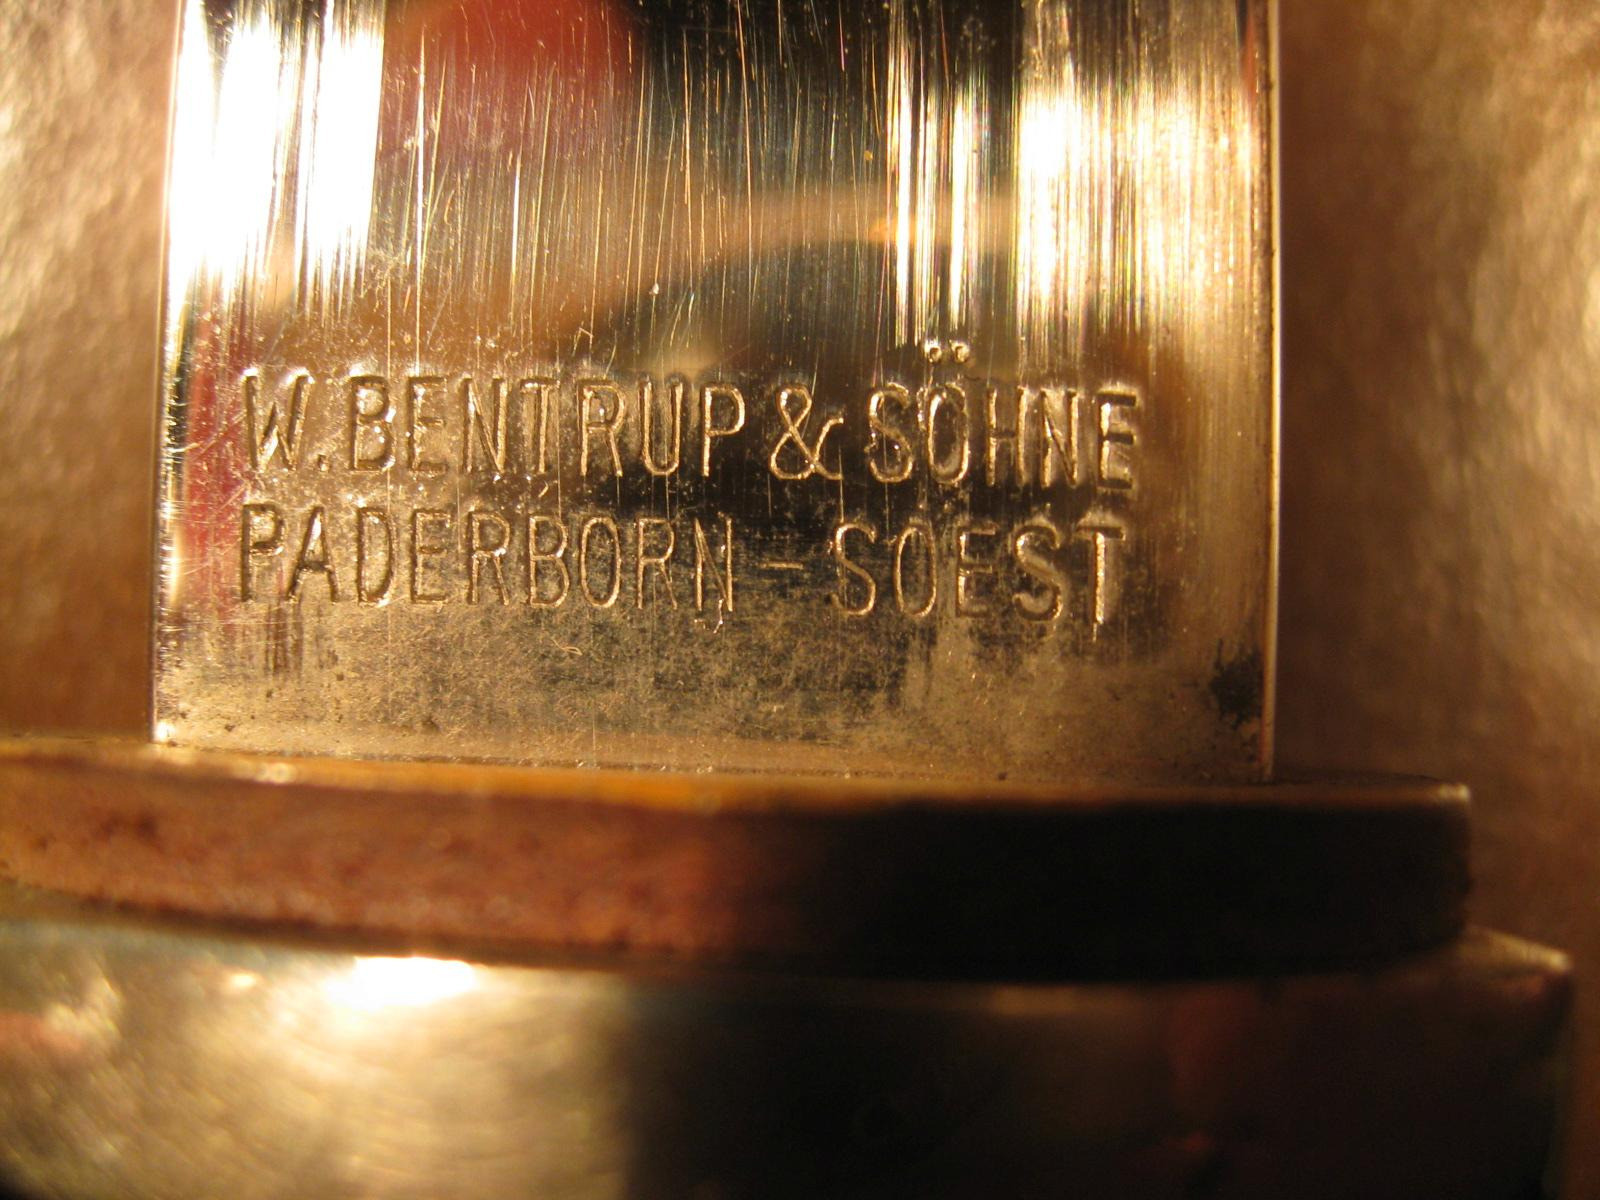 W. BENTRUP & SÖHNE
PADERBORN - SOEST